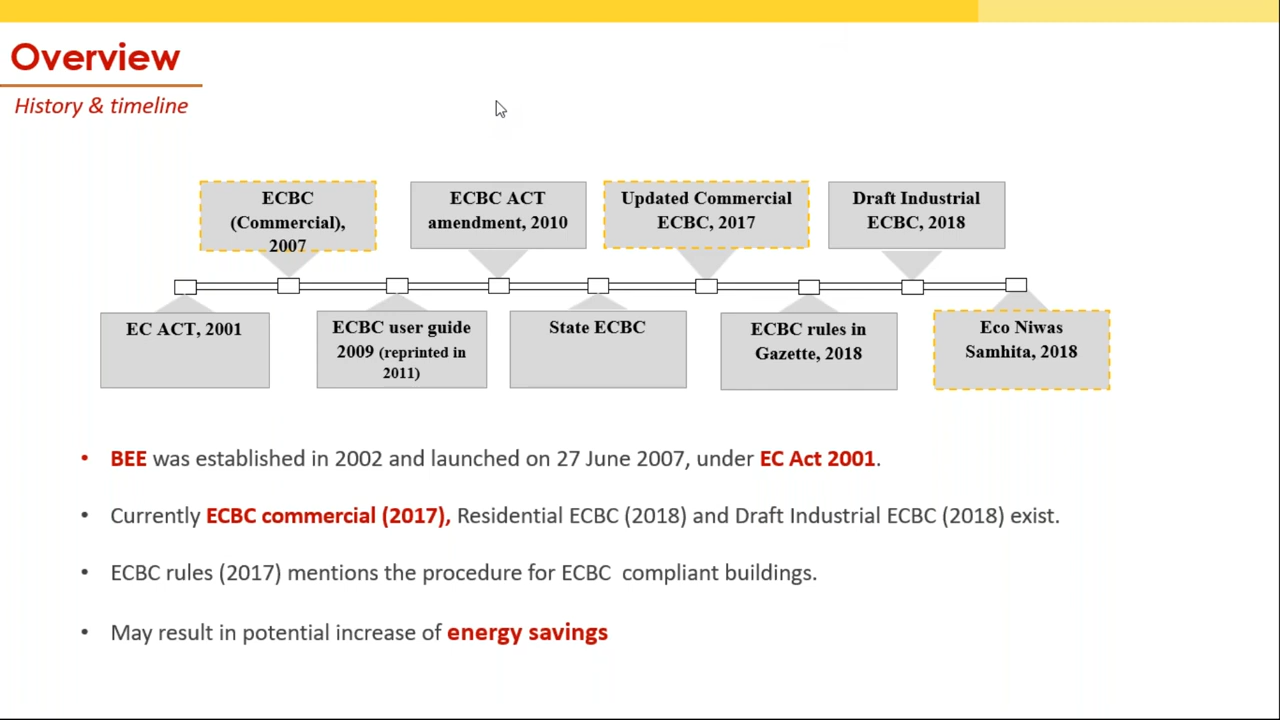 Overview
History & timeline
ECBC
(Commercial),
2007
ECBC ACT
amendment, 2010
Updated Commercial
ECBC, 2017
Draft Industrial
ECBC, 2018
EC ACT, 2001
ECBC user guide
2009 (reprinted in
2011)
State ECBC
ECBC rules in
Gazette, 2018
Eco Niwas
Samhita, 2018
• BEE was established in 2002 and launched on 27 June 2007, under EC Act 2001.
• Currently ECBC commercial (2017), Residential ECBC (2018) and Draft Industrial ECBC (2018) exist.
• ECBC rules (2017) mentions the procedure for ECBC compliant buildings.
• May result in potential increase of energy savings